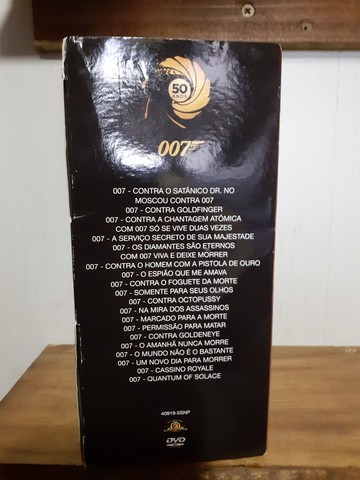 50
ANOS
007
007 - CONTRA O SATÂNICO DR. NO
MOSCOU CONTRA 007
007 - CONTRA GOLDFINGER
007 - CONTRA A CHANTAGEM ATÔMICA
COM 007 SÓ SE VIVE DUAS VEZES
007 - A SERVIÇO SECRETO DE SUA MAJESTADE
007 - OS DIAMANTES SÃO ETERNOS
COM 007 VIVA E DEIXE MORRER
007 - CONTRA O HOMEM COM A PISTOLA DE OURO
007 - O ESPIÃO QUE ME AMAVA
007 - CONTRA O FOGUETE DA MORTE
007 - SOMENTE PARA SEUS OLHOS
007 - CONTRA OCTOPUSSY
007 - NA MIRA DOS ASSASSINOS
007 - MARCADO PARA A MORTE
007 - PERMISSÃO PARA MATAR
007 - CONTRA GOLDENEYE
007 - O AMANHÃ NUNCA MORRE
007 - O MUNDO NÃO É O BASTANTE
007 - UM NOVO DIA PARA MORRER
007 - CASSINO ROYALE
007 - QUANTUM OF SOLACE
40919-SSNP
DVD